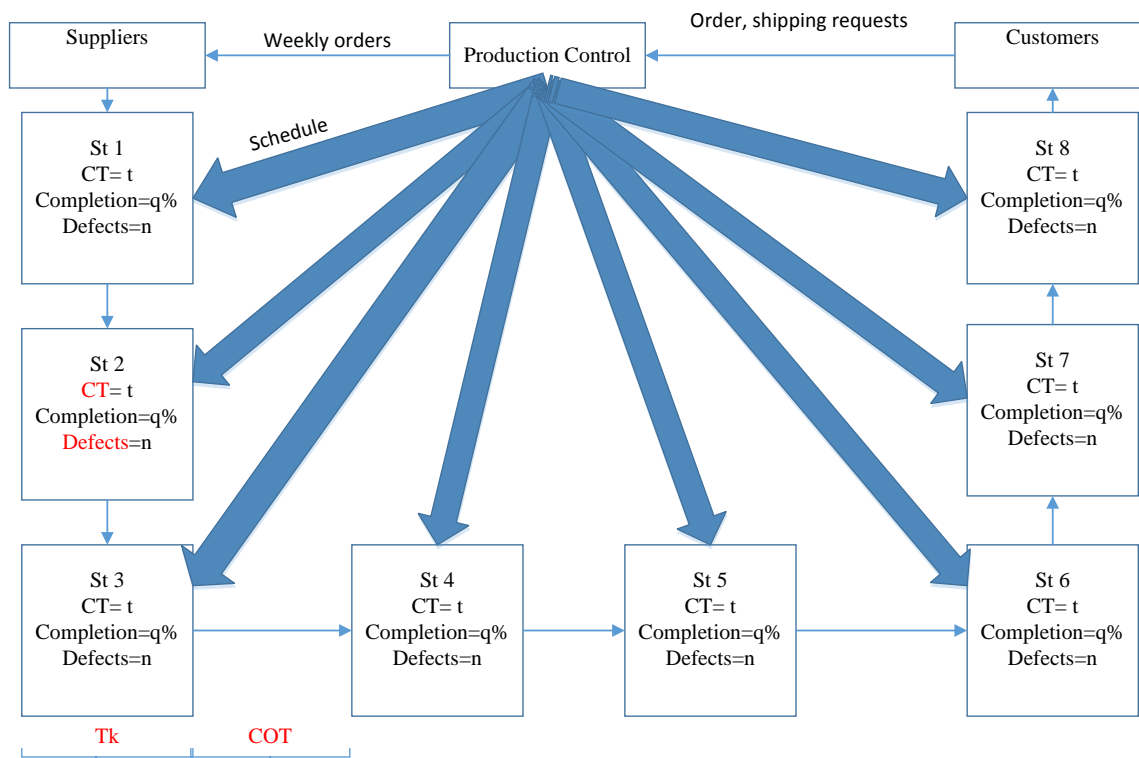 Order, shipping requests
Suppliers
Weekly orders
Production Control
Customers
Schedule
St 1
CT= t
Completion=q%
Defects=n
St 8
CT= t
Completion=q%
Defects=n
St 2
CT= t
Completion=q%
Defects=n
St 7
CT= t
Completion=q%
Defects=n
St 3
CT= t
Completion=q%
Defects=n
St 4
CT= t
Completion=q%
Defects=n
St 5
CT= t
Completion=q%
Defects=n
St 6
CT= t
Completion=q%
Defects=n
Tk
COT